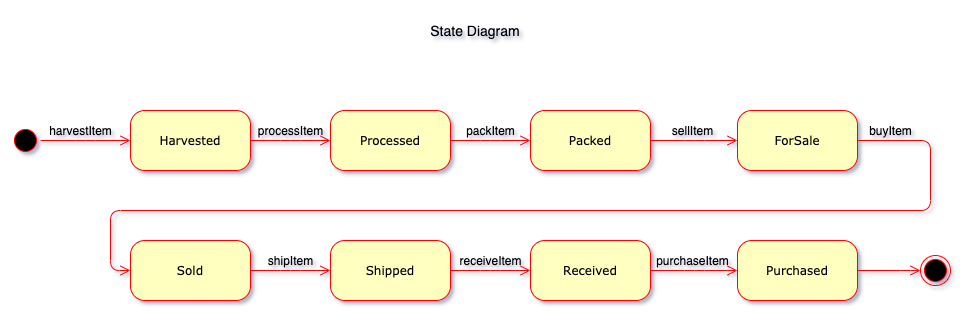 State Diagram
harvestItem
Harvested
processItem
Processed
packItem
Packed
sellItem
ForSale
buyItem
Sold
shipItem
Shipped
receiveItem
Received
purchaseItem
Purchased